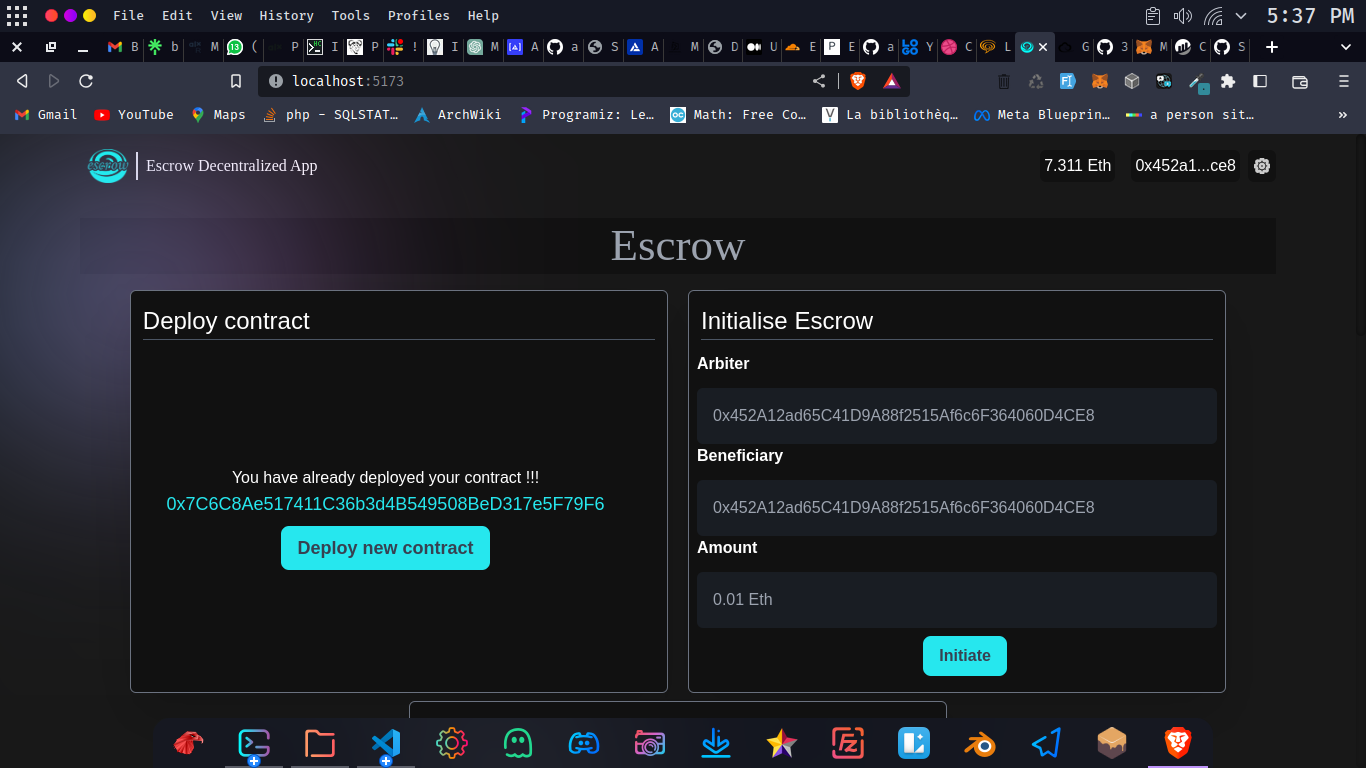 File Edit View History Tools Profiles Help 5:37 PM
B b M 13 ( P I P ! I M A a S A M D U E E a Y C L G 3 M C S
localhost:5173
Gmail YouTube Maps php - SQLSTAT… ArchWiki Programiz: Le… Math: Free Co… La bibliothèq… Meta Blueprin… a person sit… »
escrow Escrow Decentralized App 7.311 Eth 0x452a1...ce8
Escrow
Deploy contract
You have already deployed your contract !!!
0x7C6C8Ae517411C36b3d4B549508BeD317e5F79F6
Deploy new contract
Initialise Escrow
Arbiter
0x452A12ad65C41D9A88f2515Af6c6F364060D4CE8
Beneficiary
0x452A12ad65C41D9A88f2515Af6c6F364060D4CE8
Amount
0.01 Eth
Initiate